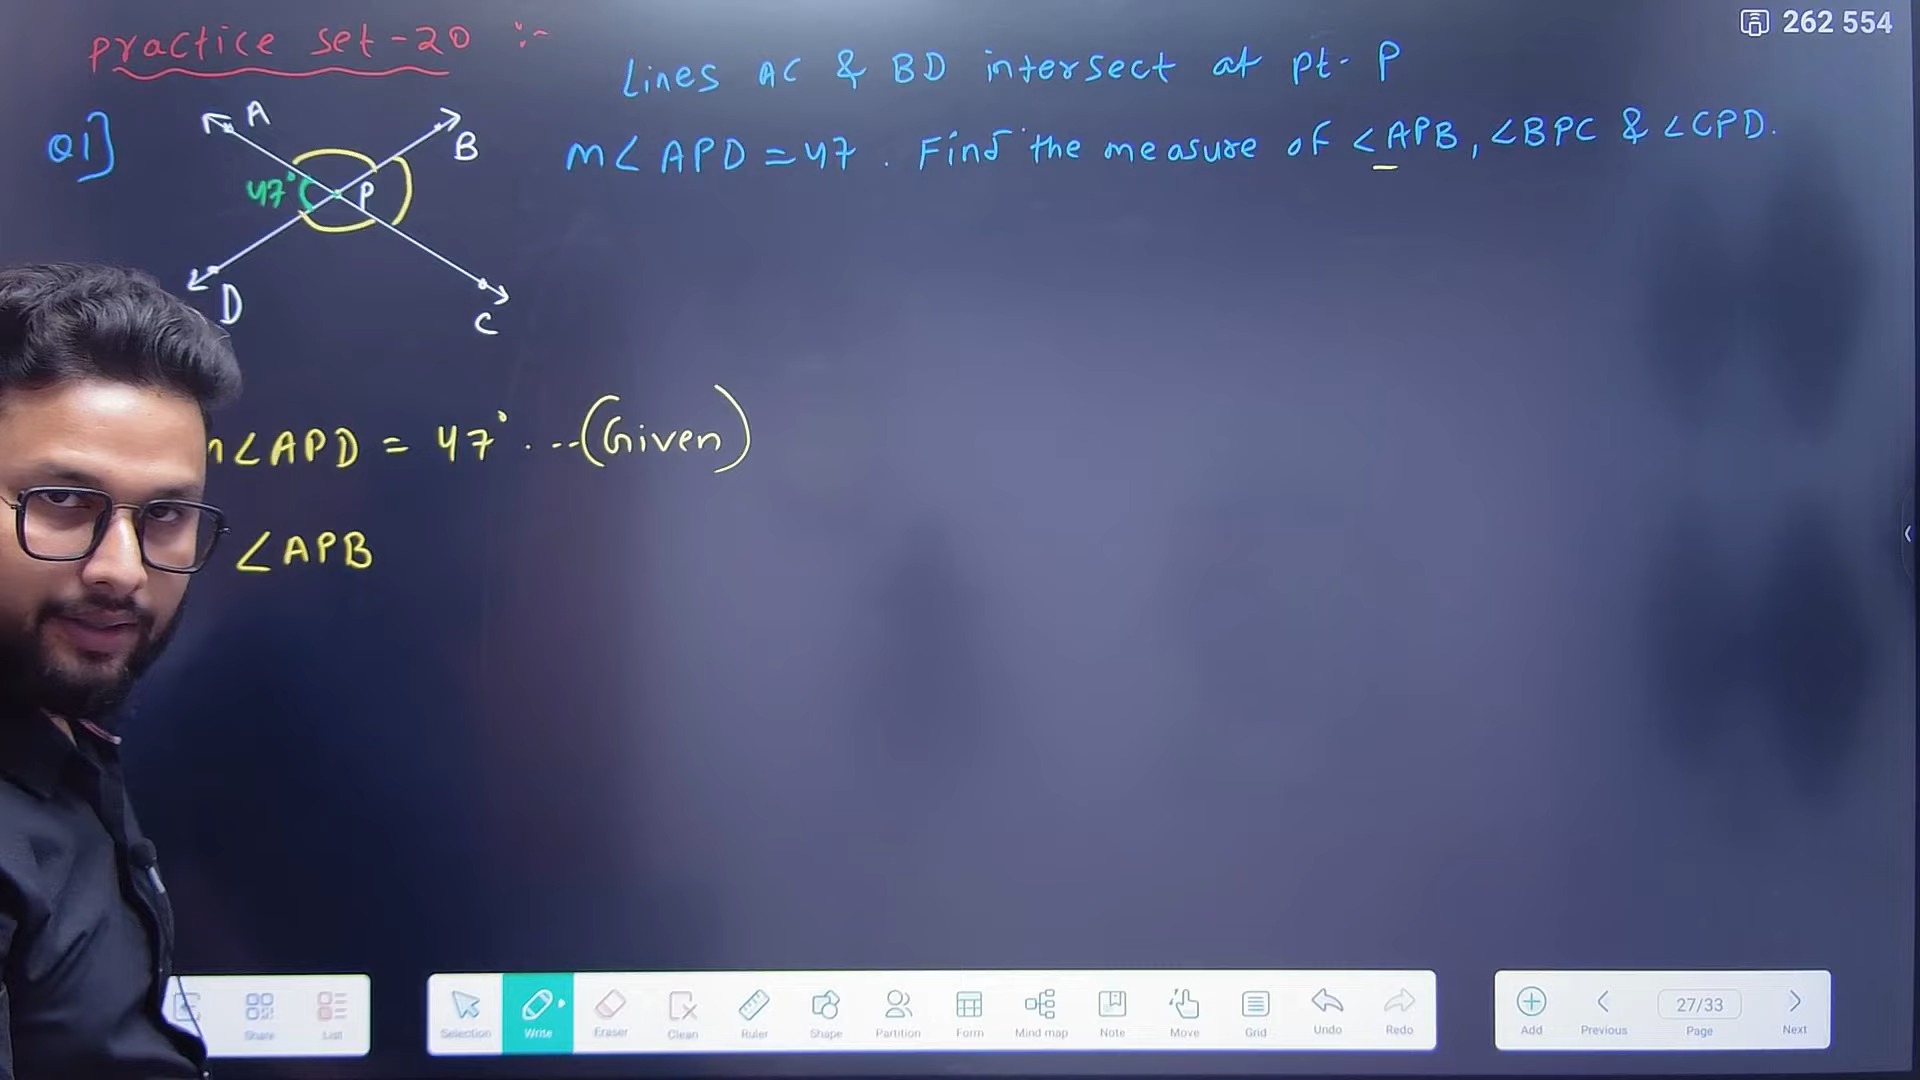 262 554
Practice set-20 :-
Lines AC & BD intersect at pt- P
Q1]
m∠APD = 47 . Find the measure of ∠APB, ∠BPC & ∠CPD.
A
B
47° P
D
C
∠APD = 47° ...(Given)
∠APB
Share List
Selection Write Eraser Clean Ruler Shape Partition Form Mind map Note Move Grid Undo Redo
Add Previous 27/33 Page Next